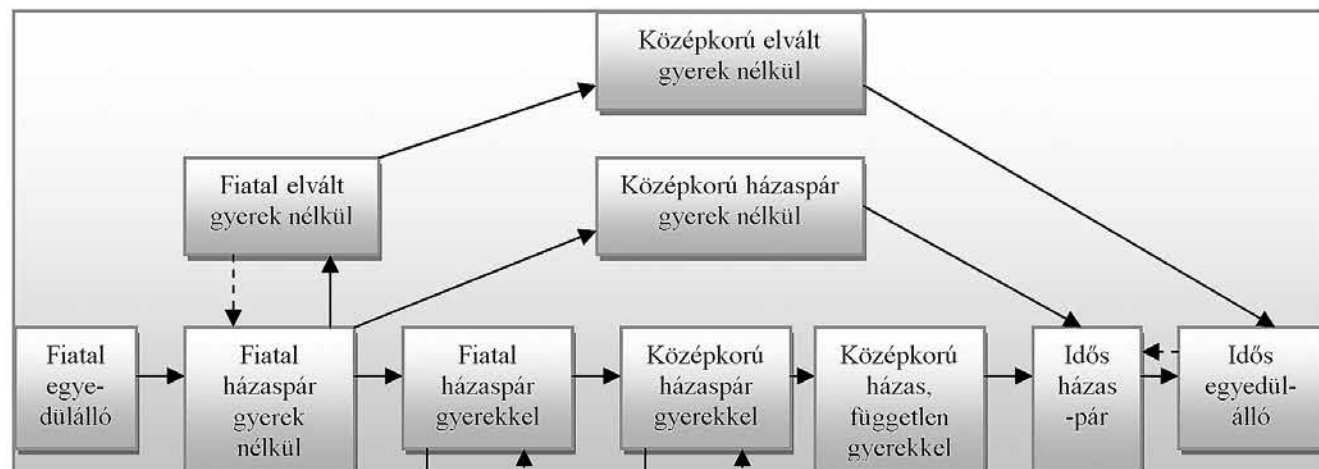 Középkorú elvált
gyerek nélkül
Fiatal elvált
gyerek nélkül
Középkorú házaspár
gyerek nélkül
Fiatal
egye-
dülálló
Fiatal
házaspár
gyerek
nélkül
Fiatal
házaspár
gyerekkel
Középkorú
házaspár
gyerekkel
Középkorú
házas,
független
gyerekkel
Idős
házas
-pár
Idős
egyedül-
álló